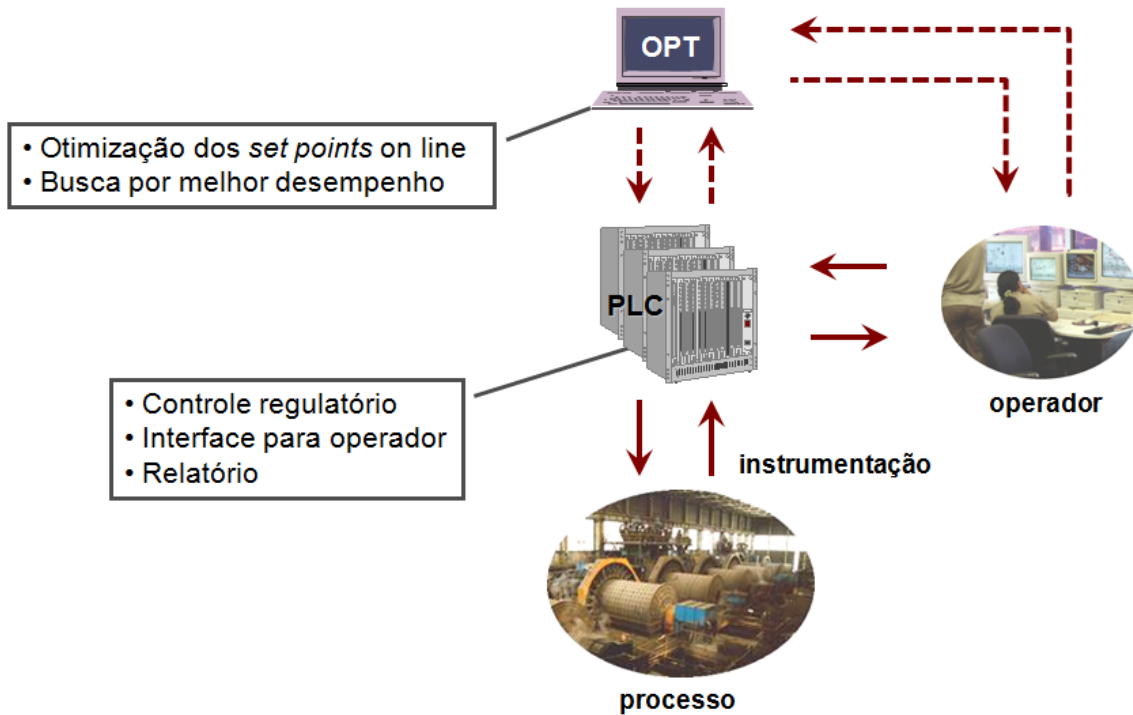 OPT
• Otimização dos set points on line
• Busca por melhor desempenho
PLC
• Controle regulatório
• Interface para operador
• Relatório
operador
instrumentação
processo